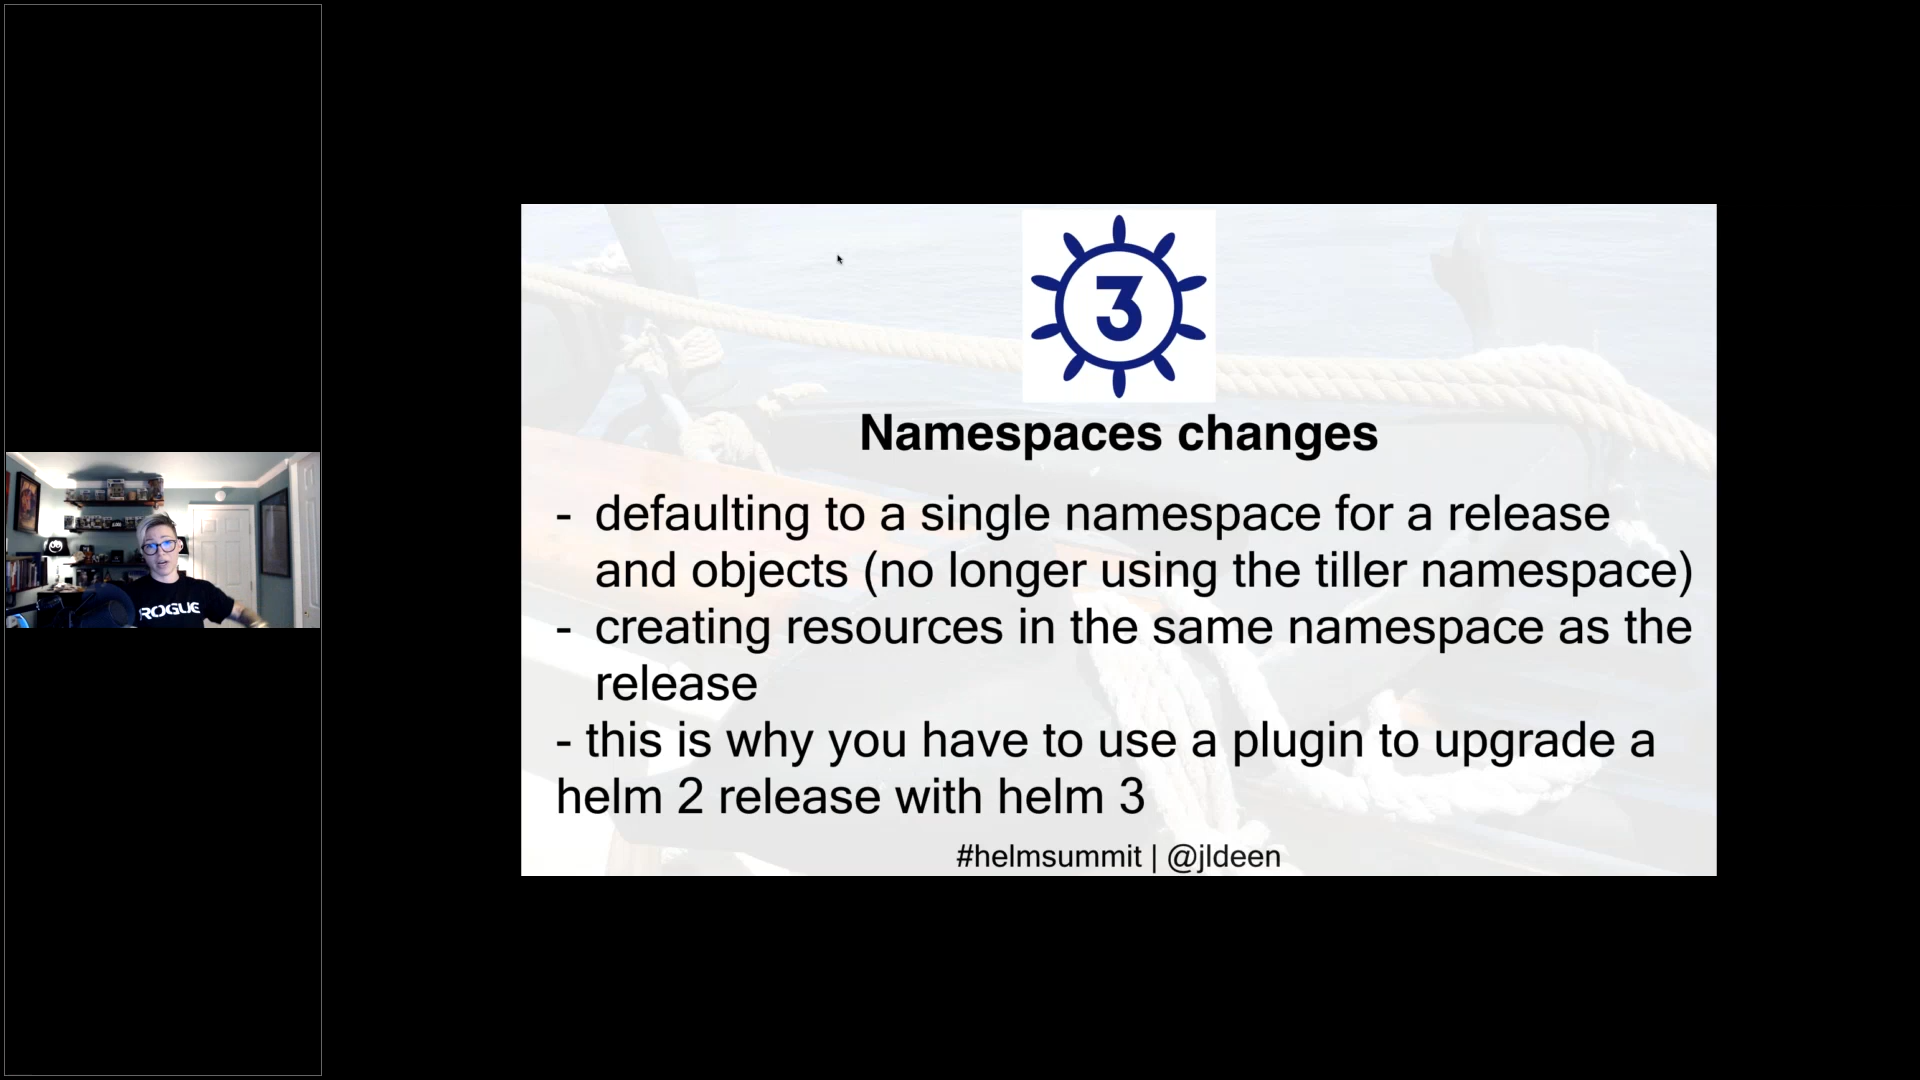 ROGUE
3
Namespaces changes
- defaulting to a single namespace for a release
and objects (no longer using the tiller namespace)
- creating resources in the same namespace as the
release
- this is why you have to use a plugin to upgrade a
helm 2 release with helm 3
#helmsummit | @jldeen